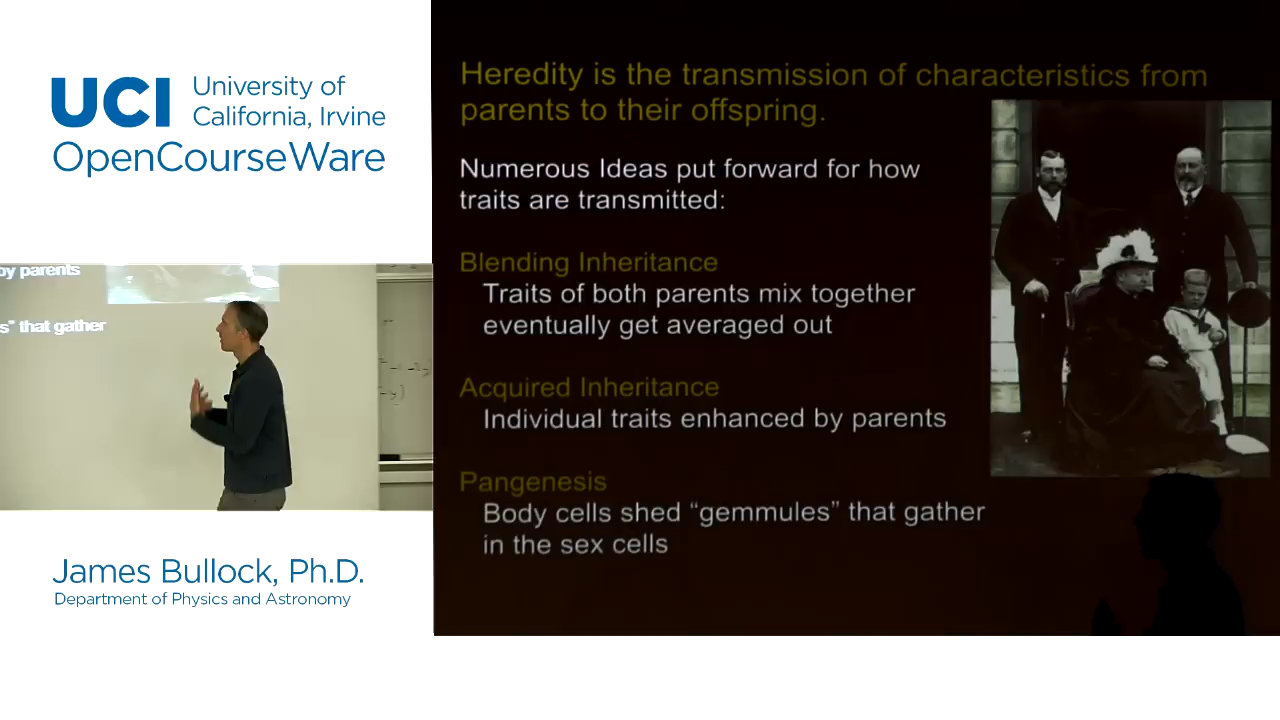 UCI University of
California, Irvine
OpenCourseWare
by parents
s" that gather
James Bullock, Ph.D.
Department of Physics and Astronomy
Heredity is the transmission of characteristics from
parents to their offspring.
Numerous Ideas put forward for how
traits are transmitted:
Blending Inheritance
Traits of both parents mix together
eventually get averaged out
Acquired Inheritance
Individual traits enhanced by parents
Pangenesis
Body cells shed “gemmules” that gather
in the sex cells